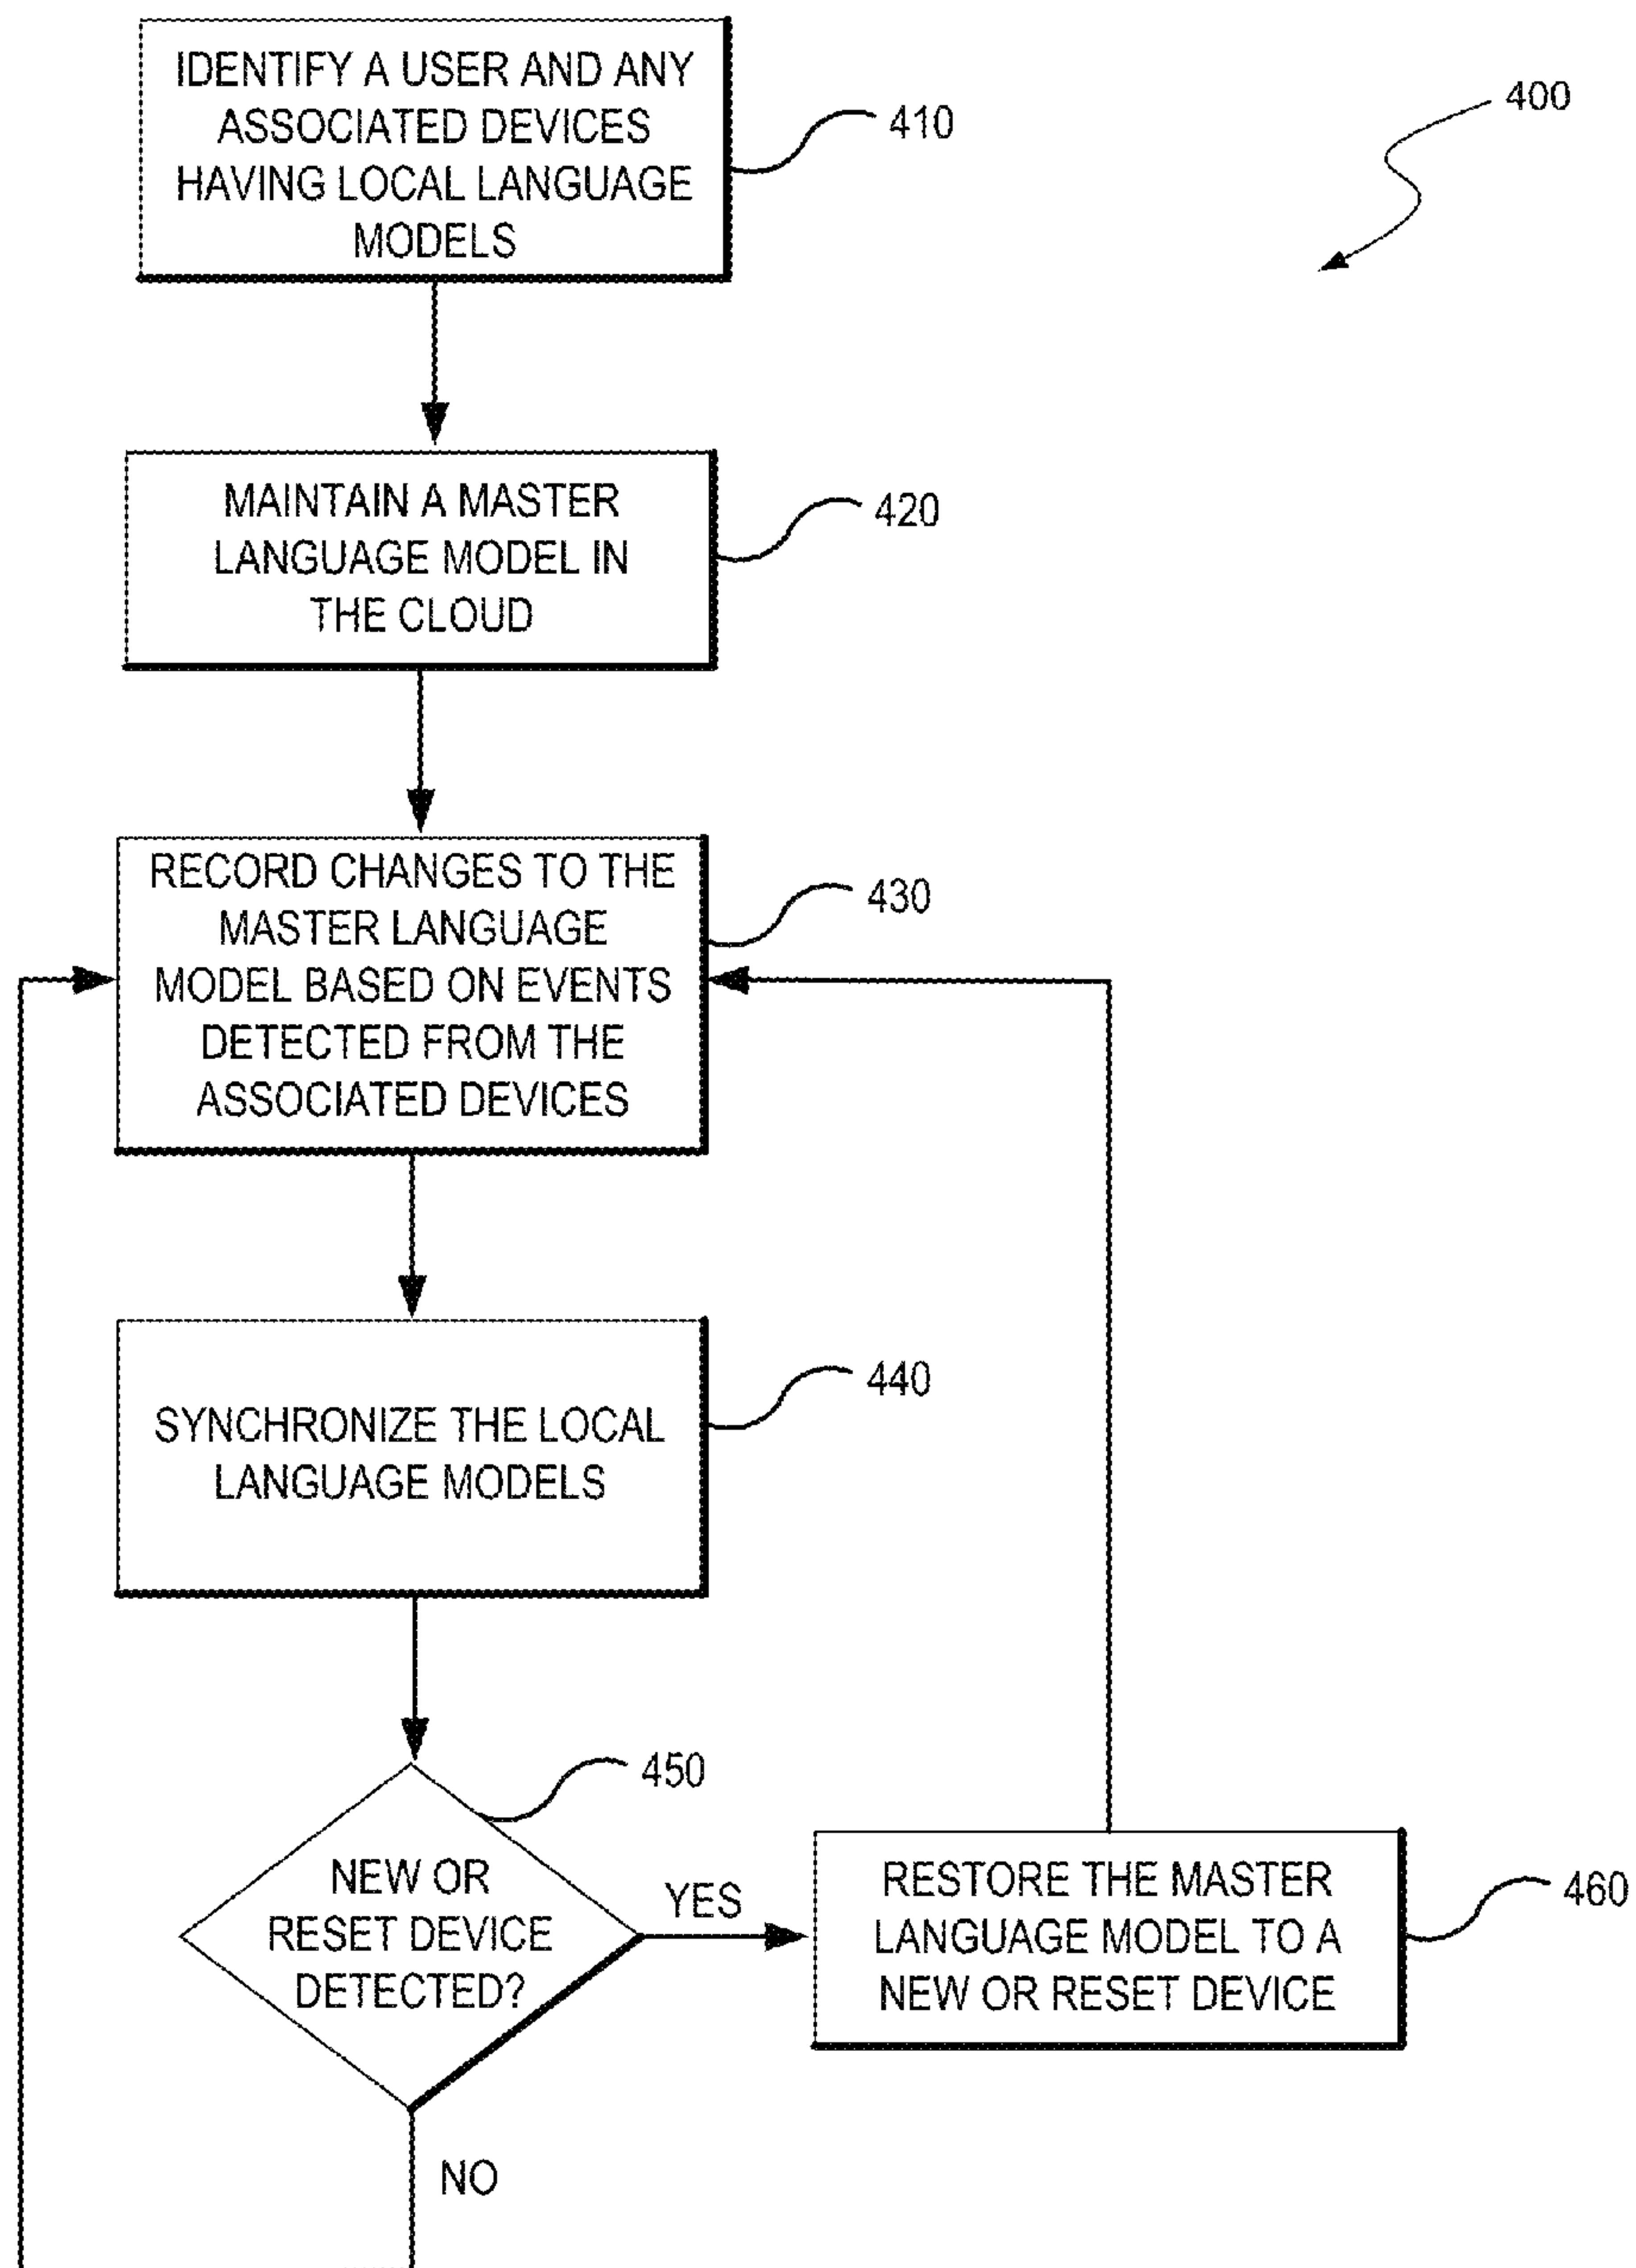 IDENTIFY A USER AND ANY
ASSOCIATED DEVICES
HAVING LOCAL LANGUAGE
MODELS
410
400
MAINTAIN A MASTER
LANGUAGE MODEL IN
THE CLOUD
420
RECORD CHANGES TO THE
MASTER LANGUAGE
MODEL BASED ON EVENTS
DETECTED FROM THE
ASSOCIATED DEVICES
430
SYNCHRONIZE THE LOCAL
LANGUAGE MODELS
440
NEW OR
RESET DEVICE
DETECTED?
450
YES
RESTORE THE MASTER
LANGUAGE MODEL TO A
NEW OR RESET DEVICE
460
NO